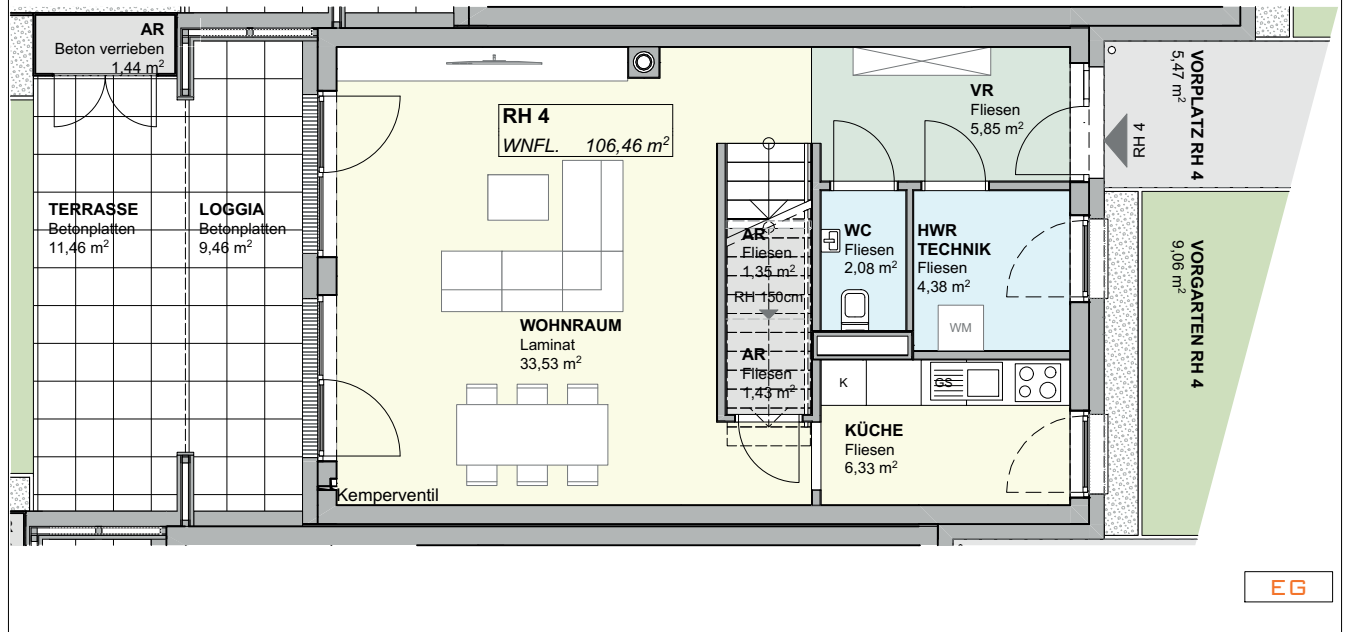 AR
Beton verrieben
1,44 m²
RH 4
WNFL. 106,46 m²
VR
Fliesen
5,85 m²
RH 4
VORPLATZ RH 4
5,47 m²
TERRASSE
Betonplatten
11,46 m²
LOGGIA
Betonplatten
9,46 m²
AR
Fliesen
1,35 m²
RH 150cm
WC
Fliesen
2,08 m²
HWR
TECHNIK
Fliesen
4,38 m²
WM
VORGARTEN RH 4
9,06 m²
WOHNRAUM
Laminat
33,53 m²
AR
Fliesen
1,43 m²
K
GS
KÜCHE
Fliesen
6,33 m²
Kemperventil
EG